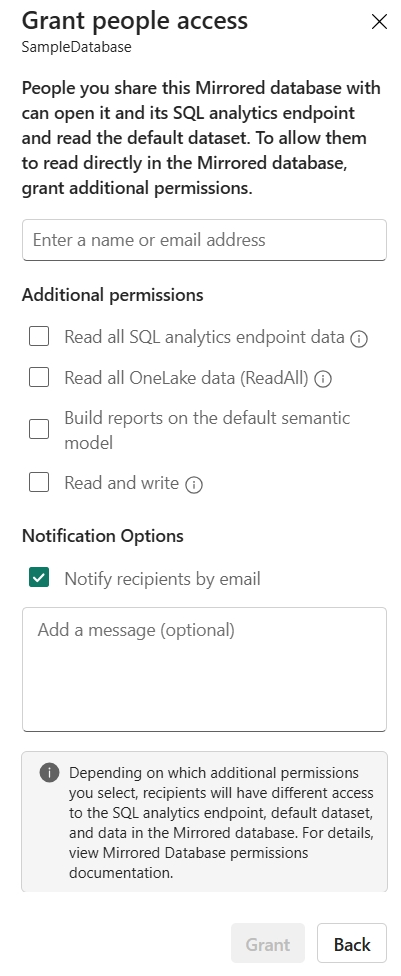 Grant people access
SampleDatabase
People you share this Mirrored database with
can open it and its SQL analytics endpoint
and read the default dataset. To allow them
to read directly in the Mirrored database,
grant additional permissions.
Enter a name or email address
Additional permissions
Read all SQL analytics endpoint data
Read all OneLake data (ReadAll)
Build reports on the default semantic
model
Read and write
Notification Options
Notify recipients by email
Add a message (optional)
Depending on which additional permissions
you select, recipients will have different access
to the SQL analytics endpoint, default dataset,
and data in the Mirrored database. For details,
view Mirrored Database permissions
documentation.
Grant
Back